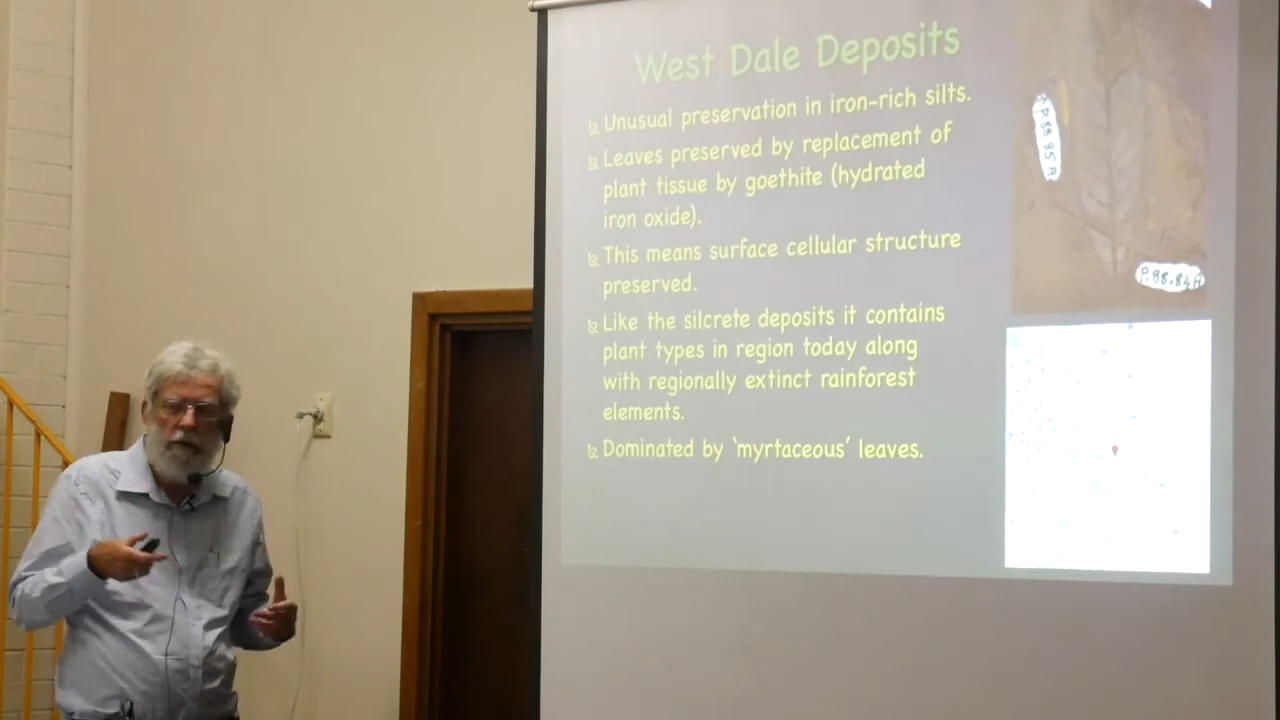 West Dale Deposits
Unusual preservation in iron-rich silts.
Leaves preserved by replacement of
plant tissue by goethite (hydrated
iron oxide).
This means surface cellular structure
preserved.
Like the silcrete deposits it contains
plant types in region today along
with regionally extinct rainforest
elements.
Dominated by ‘myrtaceous’ leaves.
P.88.85A
P.88.84A